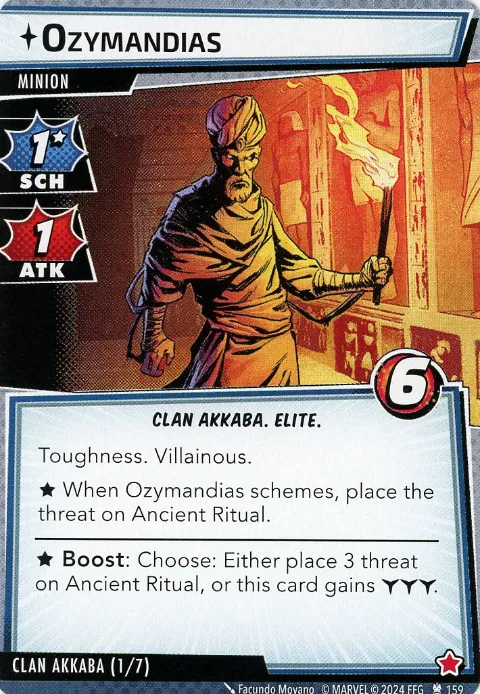 OZYMANDIAS
MINION
1
SCH
1
ATK
6
CLAN AKKABA. ELITE.
Toughness. Villainous.
★ When Ozymandias schemes, place the
threat on Ancient Ritual.
★ Boost: Choose: Either place 3 threat
on Ancient Ritual, or this card gains
CLAN AKKABA (1/7)
Facundo Moyano © MARVEL © 2024 FFG 159